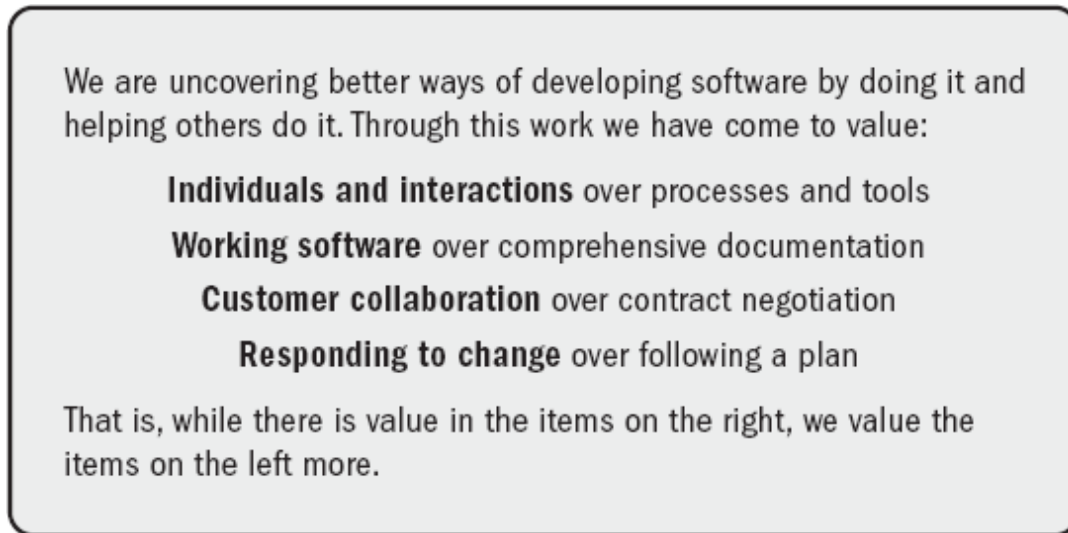 We are uncovering better ways of developing software by doing it and
helping others do it. Through this work we have come to value:
Individuals and interactions over processes and tools
Working software over comprehensive documentation
Customer collaboration over contract negotiation
Responding to change over following a plan
That is, while there is value in the items on the right, we value the
items on the left more.